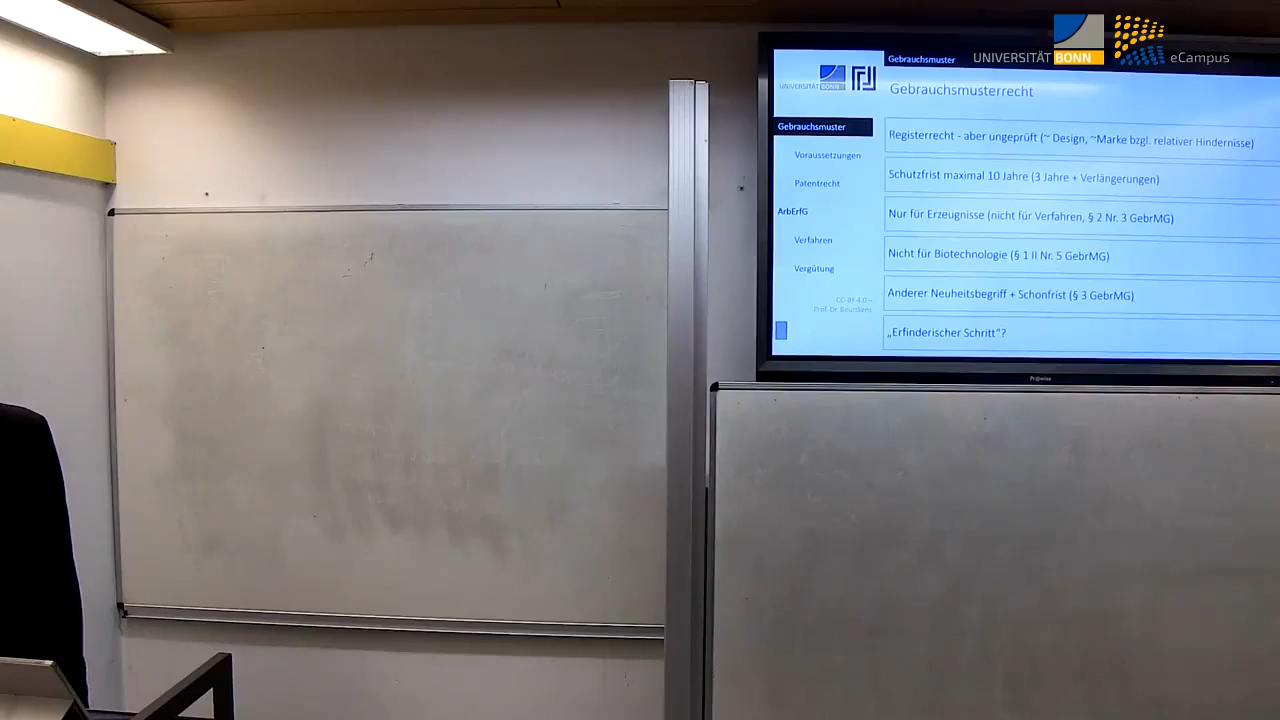 UNIVERSITÄT BONN
eCampus
Gebrauchsmuster
UNIVERSITÄT BONN
Gebrauchsmusterrecht
Gebrauchsmuster
Voraussetzungen
Patentrecht
ArbErfG
Verfahren
Vergütung
CC-BY 4.0 –
Prof. Dr. Beurskens
Registerrecht - aber ungeprüft (~ Design, ~Marke bzgl. relativer Hindernisse)
Schutzfrist maximal 10 Jahre (3 Jahre + Verlängerungen)
Nur für Erzeugnisse (nicht für Verfahren, § 2 Nr. 3 GebrMG)
Nicht für Biotechnologie (§ 1 II Nr. 5 GebrMG)
Anderer Neuheitsbegriff + Schonfrist (§ 3 GebrMG)
„Erfinderischer Schritt“?
Prowise